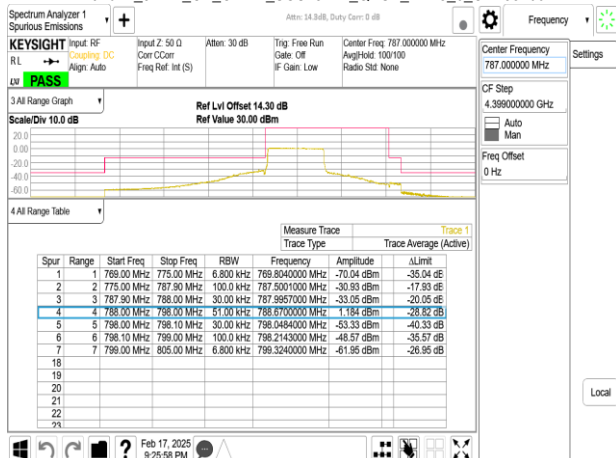 Spectrum Analyzer 1
Spurious Emissions
Attn: 14.3dB, Duty Corr: 0 dB
Frequency
KEYSIGHT
Input: RF
Coupling: DC
Align: Auto
Input Z: 50 Ω
Corr CCorr
Freq Ref: Int (S)
Atten: 30 dB
Trig: Free Run
Gate: Off
IF Gain: Low
Center Freq: 787.000000 MHz
Avg|Hold: 100/100
Radio Std: None
RL
LXI
PASS
Center Frequency
787.000000 MHz
Settings
CF Step
4.399000000 GHz
Auto
Man
Freq Offset
0 Hz
3 All Range Graph
Scale/Div 10.0 dB
Ref Lvl Offset 14.30 dB
Ref Value 30.00 dBm
20.0
0.00
-20.0
-40.0
-60.0
4 All Range Table
Measure Trace Trace 1
Trace Type Trace Average (Active)
Spur Range Start Freq Stop Freq RBW Frequency Amplitude ΔLimit
1 1 769.00 MHz 775.00 MHz 6.800 kHz 769.8040000 MHz -70.04 dBm -35.04 dB
2 2 775.00 MHz 787.90 MHz 100.0 kHz 787.5001000 MHz -30.93 dBm -17.93 dB
3 3 787.90 MHz 788.00 MHz 30.00 kHz 787.9957000 MHz -33.05 dBm -20.05 dB
4 4 788.00 MHz 798.00 MHz 51.00 kHz 788.6700000 MHz 1.184 dBm -28.82 dB
5 5 798.00 MHz 798.10 MHz 30.00 kHz 798.0484000 MHz -53.33 dBm -40.33 dB
6 6 798.10 MHz 799.00 MHz 100.0 kHz 798.2143000 MHz -48.57 dBm -35.57 dB
7 7 799.00 MHz 805.00 MHz 6.800 kHz 799.3240000 MHz -61.95 dBm -26.95 dB
18
19
20
21
22
23
Local
Feb 17, 2025
9:25:58 PM